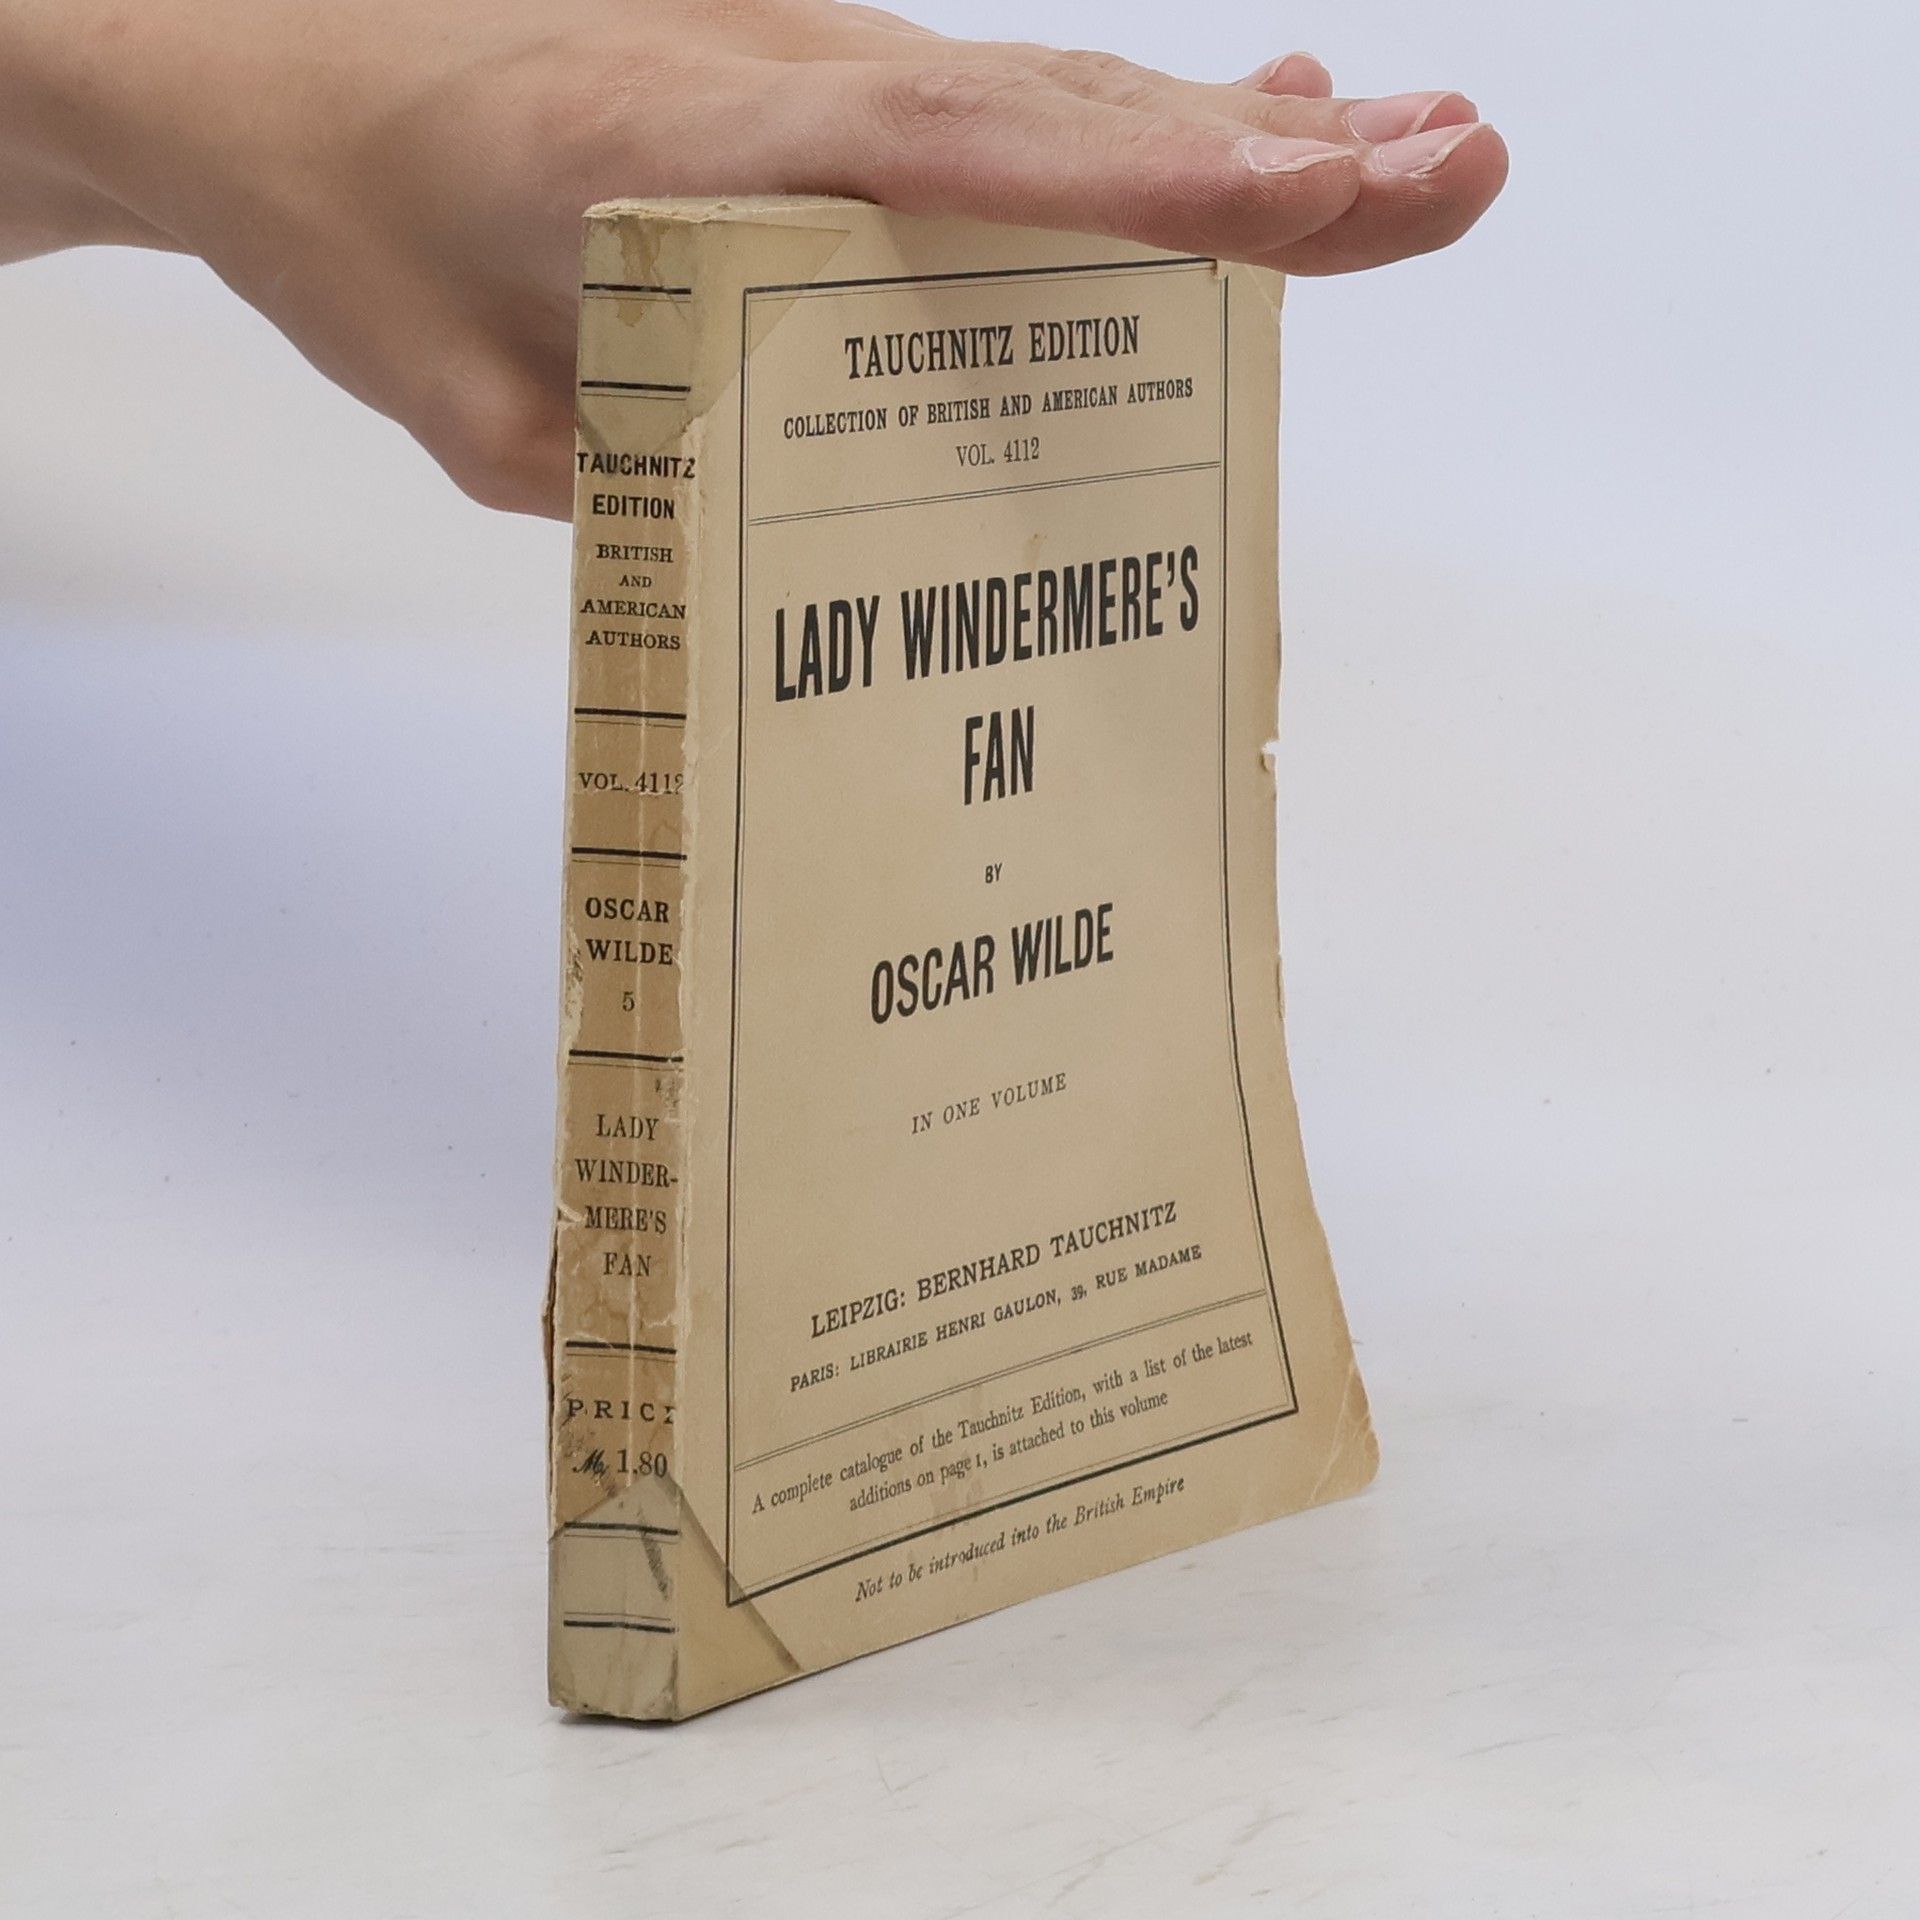 TAUCHNITZ
EDITION
BRITISH
AND
AMERICAN
AUTHORS
VOL. 4112
OSCAR
WILDE
5
LADY
WINDER-
MERE'S
FAN
PRICE
M 1.80
TAUCHNITZ EDITION
COLLECTION OF BRITISH AND AMERICAN AUTHORS
VOL. 4112
LADY WINDERMERE'S
FAN
BY
OSCAR WILDE
IN ONE VOLUME
LEIPZIG: BERNHARD TAUCHNITZ
PARIS: LIBRAIRIE HENRI GAULON, 39, RUE MADAME
A complete catalogue of the Tauchnitz Edition, with a list of the latest
additions on page 1, is attached to this volume
Not to be introduced into the British Empire